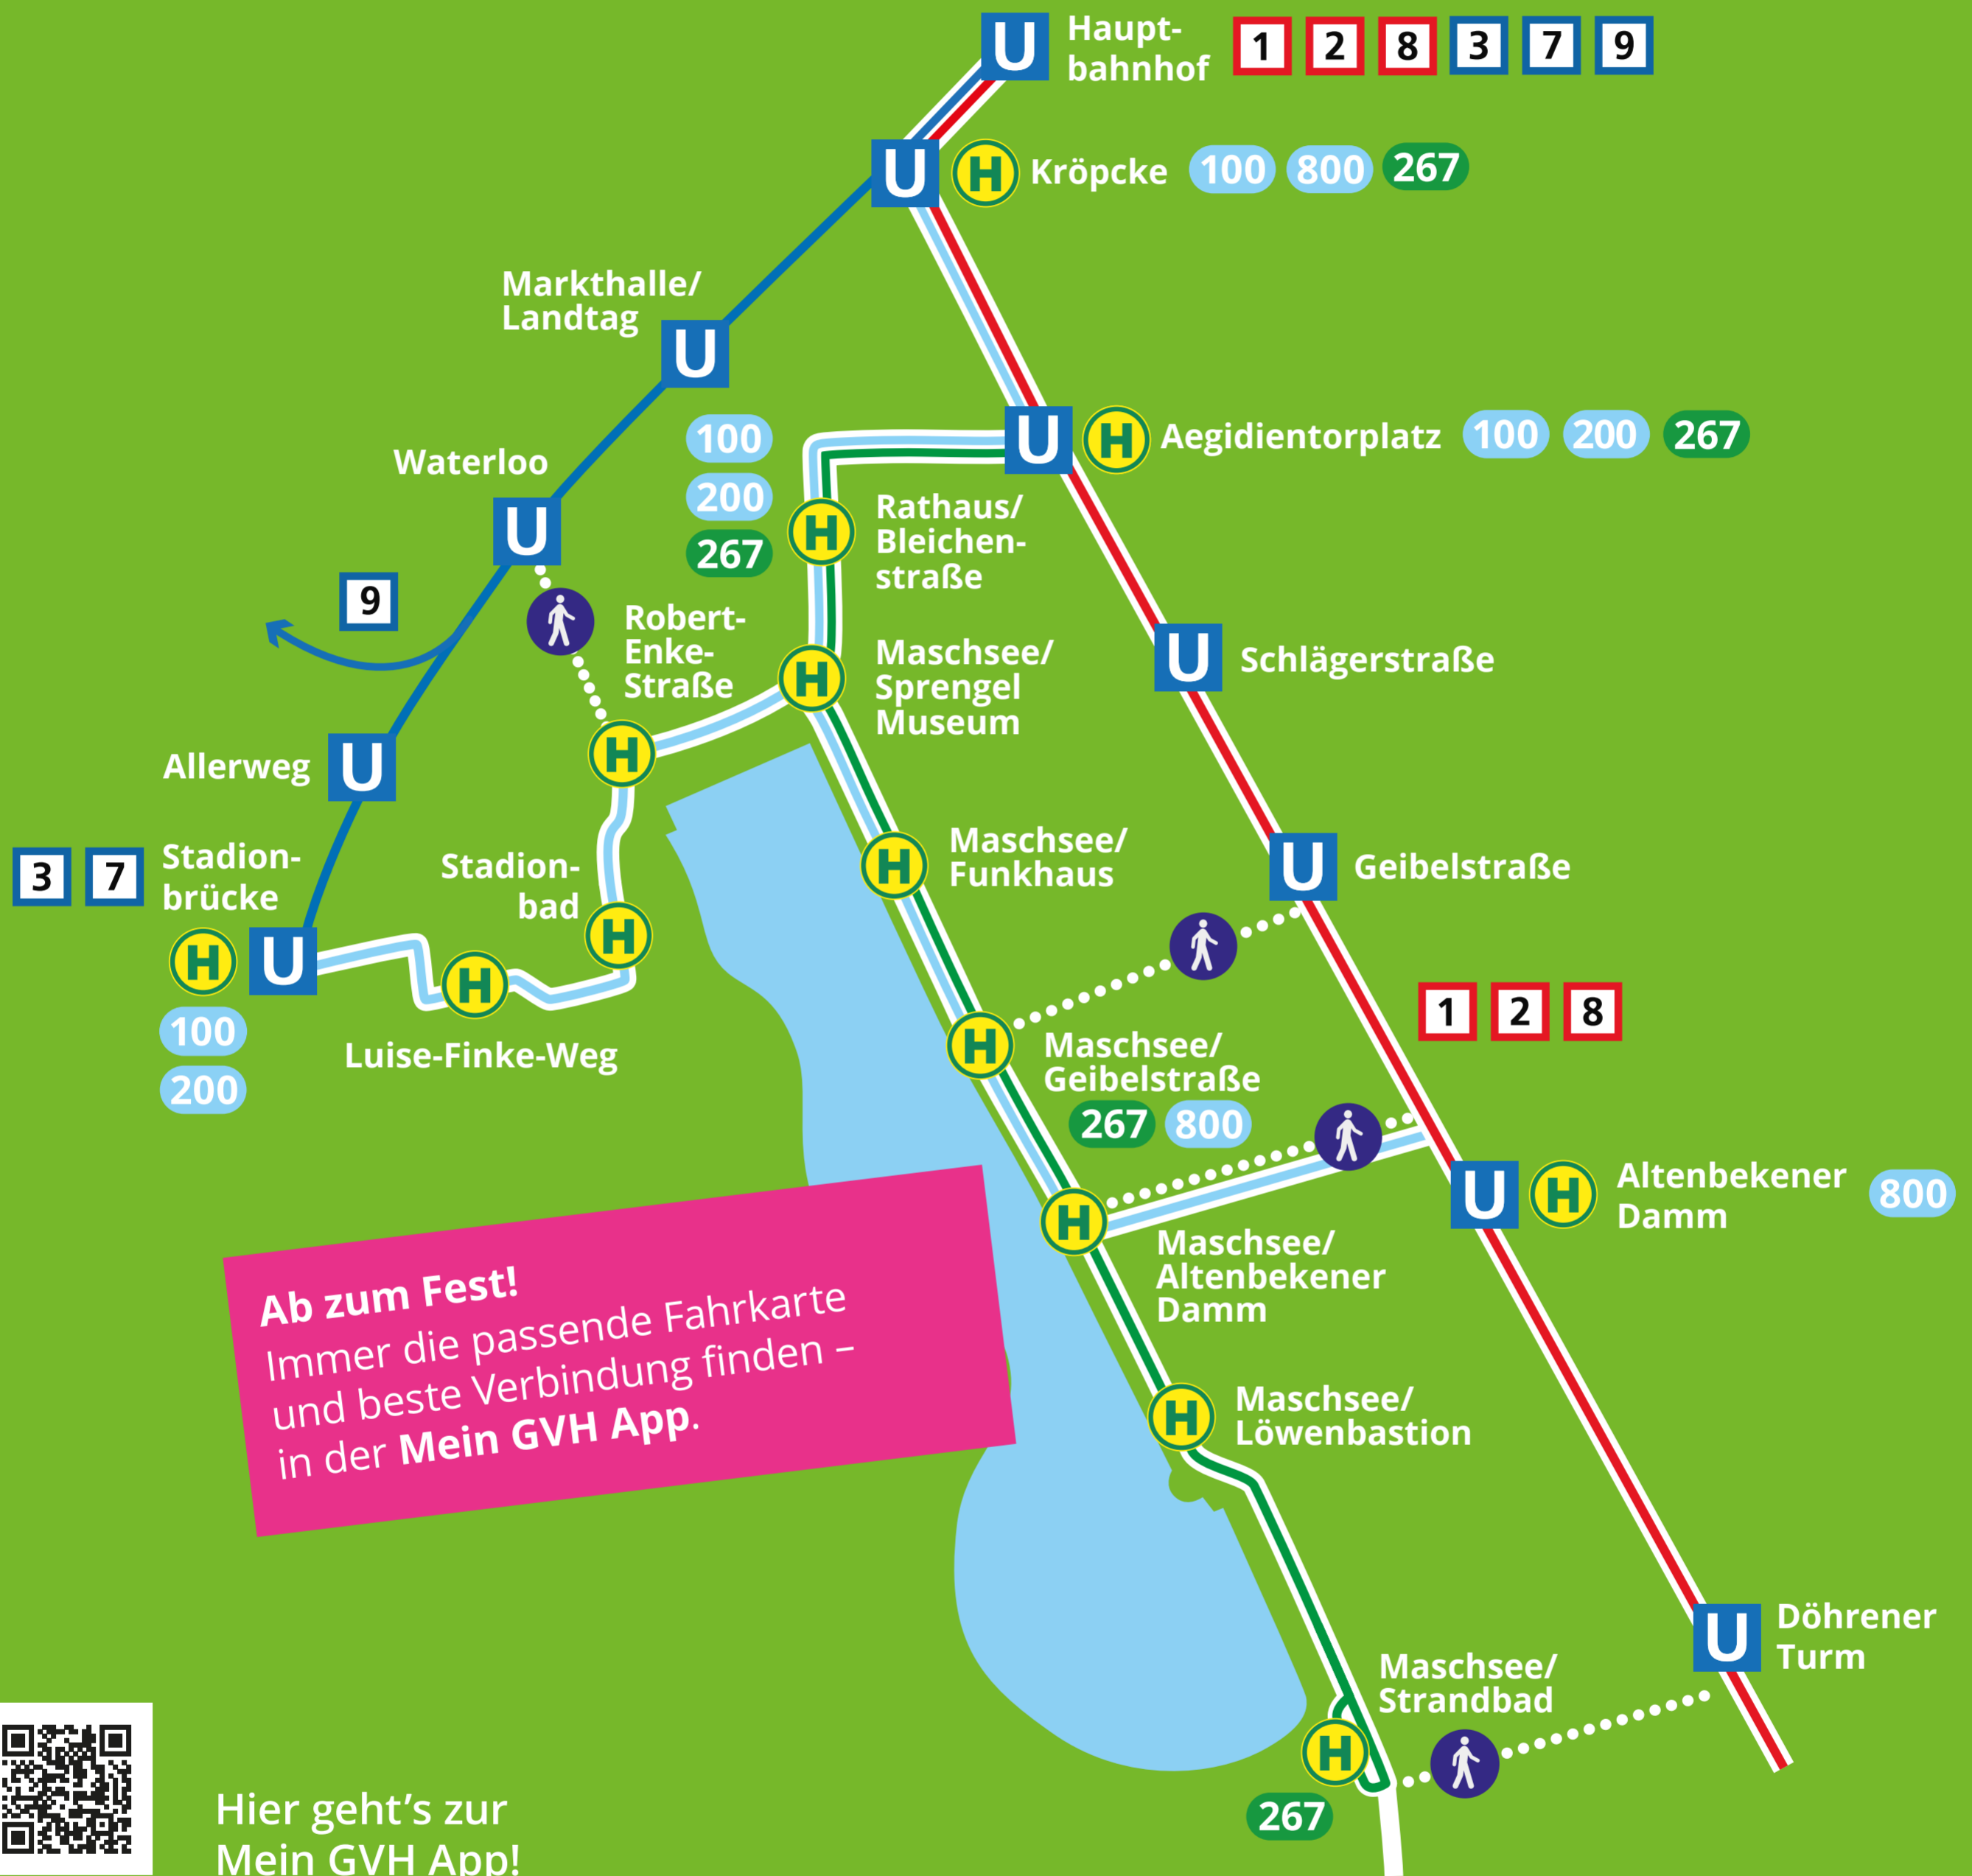 U
Haupt-
bahnhof
1 2 8 3 7 9
U H Kröpcke 100 800 267
Markthalle/
Landtag
U
100
200
267
U H Aegidientorplatz 100 200 267
Waterloo
U
H
Rathaus/
Bleichen-
straße
9
Robert-
Enke-
Straße
H
H
Maschsee/
Sprengel
Museum
U Schlägerstraße
Allerweg U
3 7
Stadion-
brücke
H U
100
200
Stadion-
bad
H
H
Luise-Finke-Weg
H
Maschsee/
Funkhaus
U Geibelstraße
H
Maschsee/
Geibelstraße
267 800
1 2 8
U H
Altenbekener
Damm
800
H
Maschsee/
Altenbekener
Damm
Ab zum Fest!
Immer die passende Fahrkarte
und beste Verbindung finden –
in der Mein GVH App.
H
Maschsee/
Löwenbastion
U
Döhrener
Turm
Maschsee/
Strandbad
H
267
Hier geht’s zur
Mein GVH App!